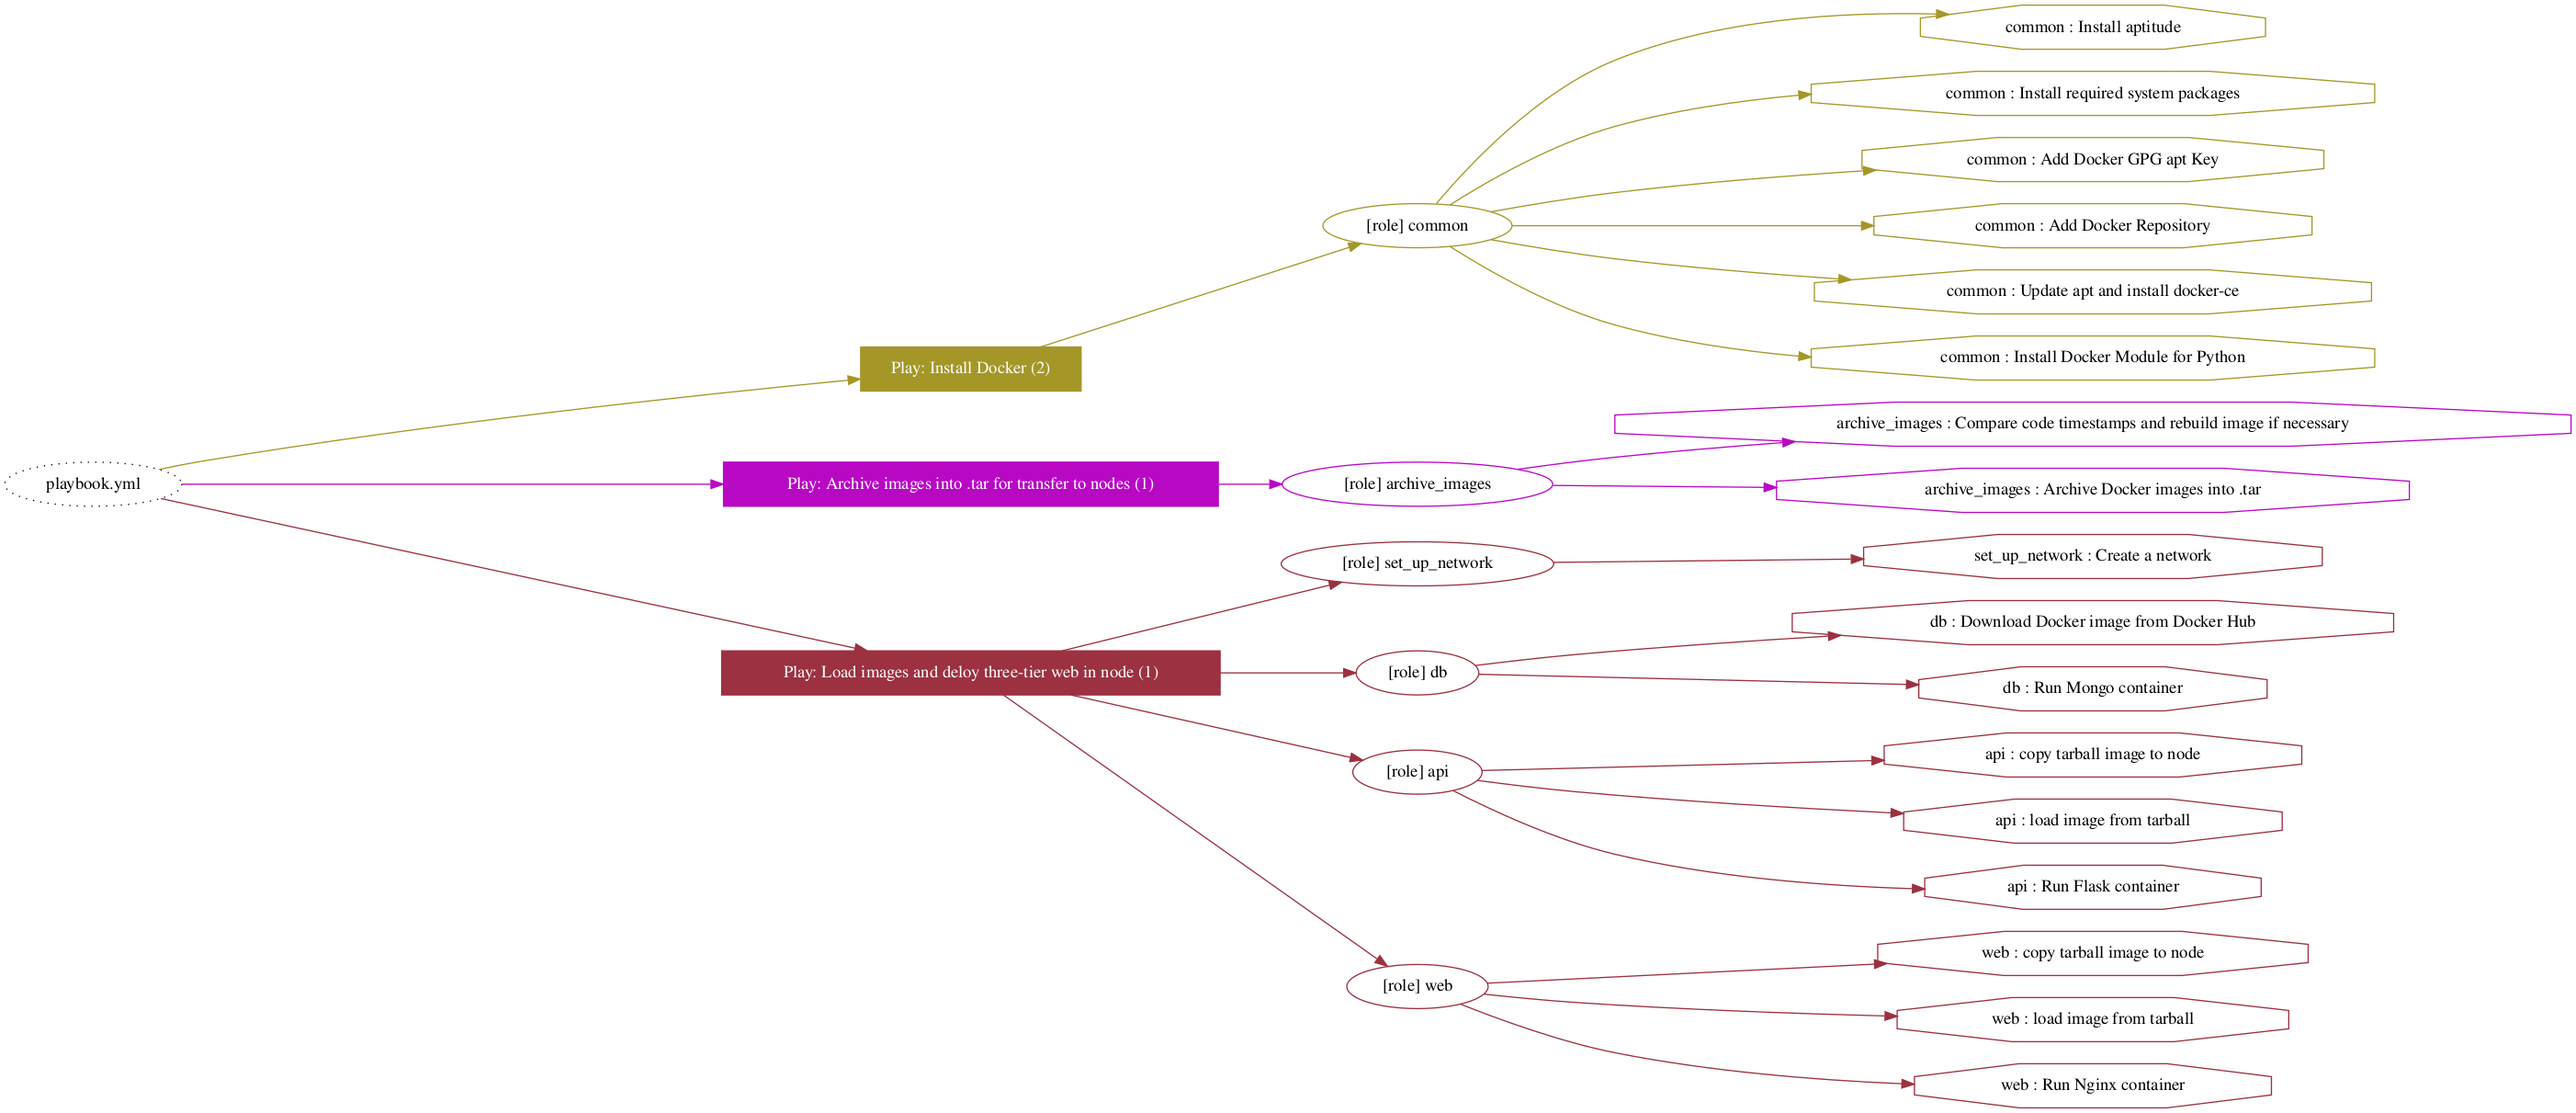 common : Install aptitude
common : Install required system packages
common : Add Docker GPG apt Key
[role] common
common : Add Docker Repository
common : Update apt and install docker-ce
Play: Install Docker (2)
common : Install Docker Module for Python
archive_images : Compare code timestamps and rebuild image if necessary
playbook.yml
Play: Archive images into .tar for transfer to nodes (1)
[role] archive_images
archive_images : Archive Docker images into .tar
[role] set_up_network
set_up_network : Create a network
db : Download Docker image from Docker Hub
Play: Load images and deloy three-tier web in node (1)
[role] db
db : Run Mongo container
api : copy tarball image to node
[role] api
api : load image from tarball
api : Run Flask container
web : copy tarball image to node
[role] web
web : load image from tarball
web : Run Nginx container